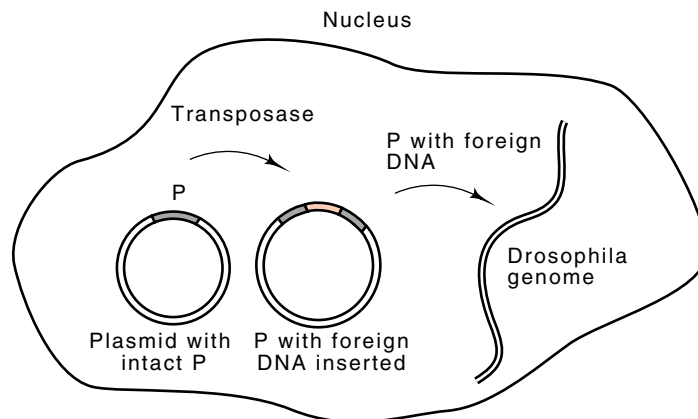 Nucleus
Transposase
P with foreign
DNA
P
Drosophila
genome
Plasmid with
intact P
P with foreign
DNA inserted